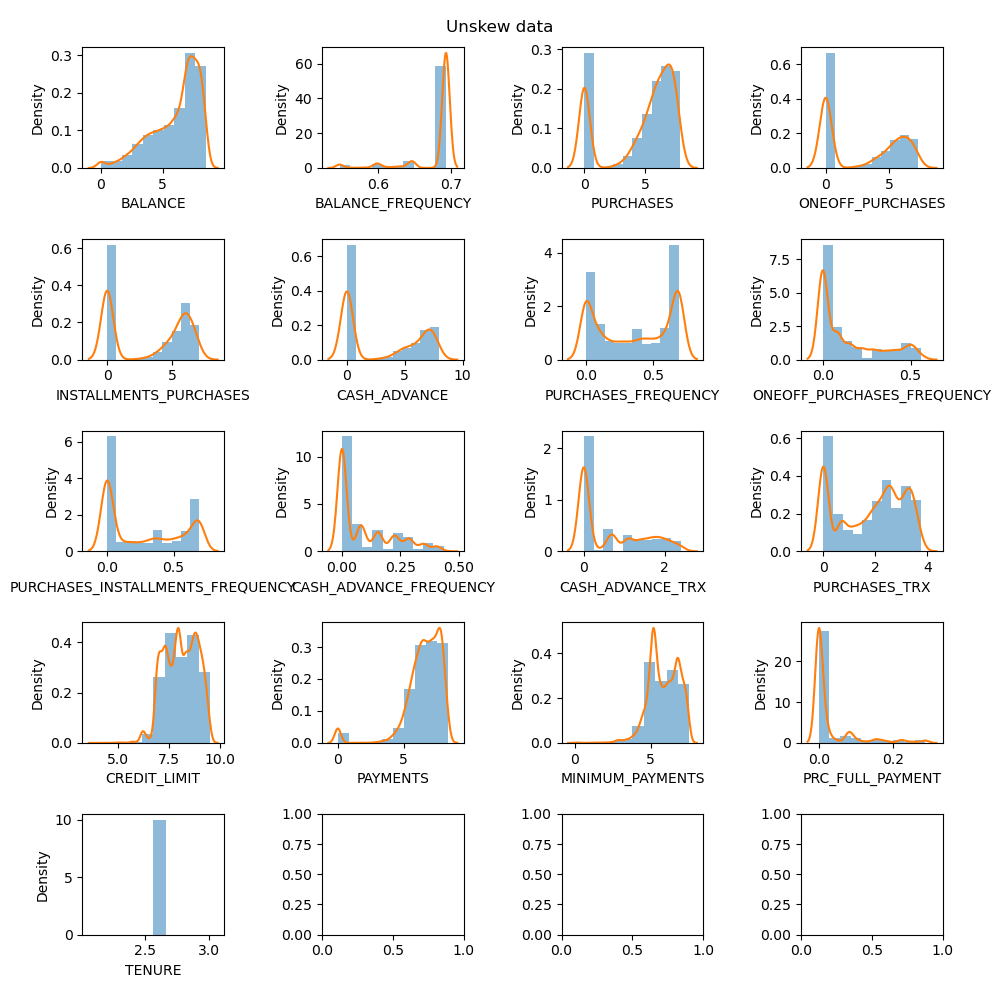 Unskew data
Density
0.3
0.2
0.1
0.0
0 5
BALANCE
Density
60
40
20
0
0.6 0.7
BALANCE_FREQUENCY
Density
0.3
0.2
0.1
0.0
0 5
PURCHASES
Density
0.6
0.4
0.2
0.0
0 5
ONEOFF_PURCHASES
Density
0.6
0.4
0.2
0.0
0 5
INSTALLMENTS_PURCHASES
Density
0.6
0.4
0.2
0.0
0 5 10
CASH_ADVANCE
Density
4
2
0
0.0 0.5
PURCHASES_FREQUENCY
Density
7.5
5.0
2.5
0.0
0.0 0.5
ONEOFF_PURCHASES_FREQUENCY
Density
6
4
2
0
0.0 0.5
PURCHASES_INSTALLMENTS_FREQUENCY
Density
10
5
0
0.00 0.25 0.50
CASH_ADVANCE_FREQUENCY
Density
2
1
0
0 2
CASH_ADVANCE_TRX
Density
0.6
0.4
0.2
0.0
0 2 4
PURCHASES_TRX
Density
0.4
0.2
0.0
5.0 7.5 10.0
CREDIT_LIMIT
Density
0.3
0.2
0.1
0.0
0 5
PAYMENTS
Density
0.4
0.2
0.0
5
MINIMUM_PAYMENTS
Density
20
0
0.0 0.2
PRC_FULL_PAYMENT
Density
10
5
0
2.5 3.0
TENURE
1.00
0.75
0.50
0.25
0.00
0.0 0.5 1.0
1.00
0.75
0.50
0.25
0.00
0.0 0.5 1.0
1.00
0.75
0.50
0.25
0.00
0.0 0.5 1.0